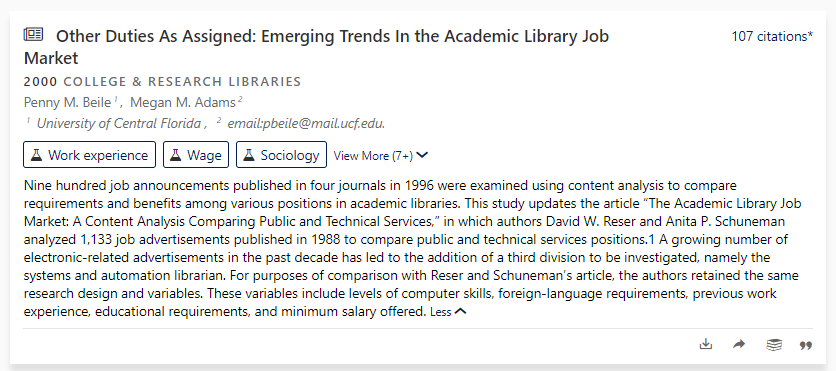 Other Duties As Assigned: Emerging Trends In the Academic Library Job
Market
107 citations*
2000 COLLEGE & RESEARCH LIBRARIES
Penny M. Beile 1 , Megan M. Adams 2
1 University of Central Florida , 2 email:pbeile@mail.ucf.edu.
Work experience Wage Sociology View More (7+)
Nine hundred job announcements published in four journals in 1996 were examined using content analysis to compare
requirements and benefits among various positions in academic libraries. This study updates the article “The Academic Library Job
Market: A Content Analysis Comparing Public and Technical Services,” in which authors David W. Reser and Anita P. Schuneman
analyzed 1,133 job advertisements published in 1988 to compare public and technical services positions.1 A growing number of
electronic-related advertisements in the past decade has led to the addition of a third division to be investigated, namely the
systems and automation librarian. For purposes of comparison with Reser and Schuneman’s article, the authors retained the same
research design and variables. These variables include levels of computer skills, foreign-language requirements, previous work
experience, educational requirements, and minimum salary offered. Less